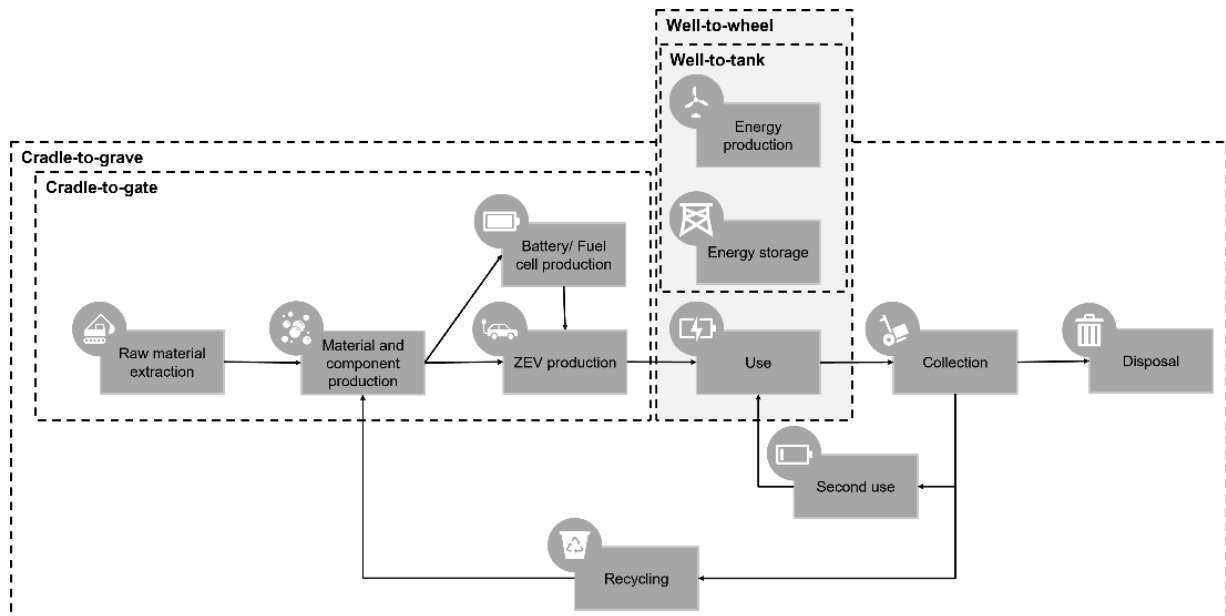 Well-to-wheel
Well-to-tank
Energy
production
Cradle-to-grave
Cradle-to-gate
Battery/ Fuel
cell production
Energy storage
Raw material
extraction
Material and
component
production
ZEV production
Use
Collection
Disposal
Second use
Recycling